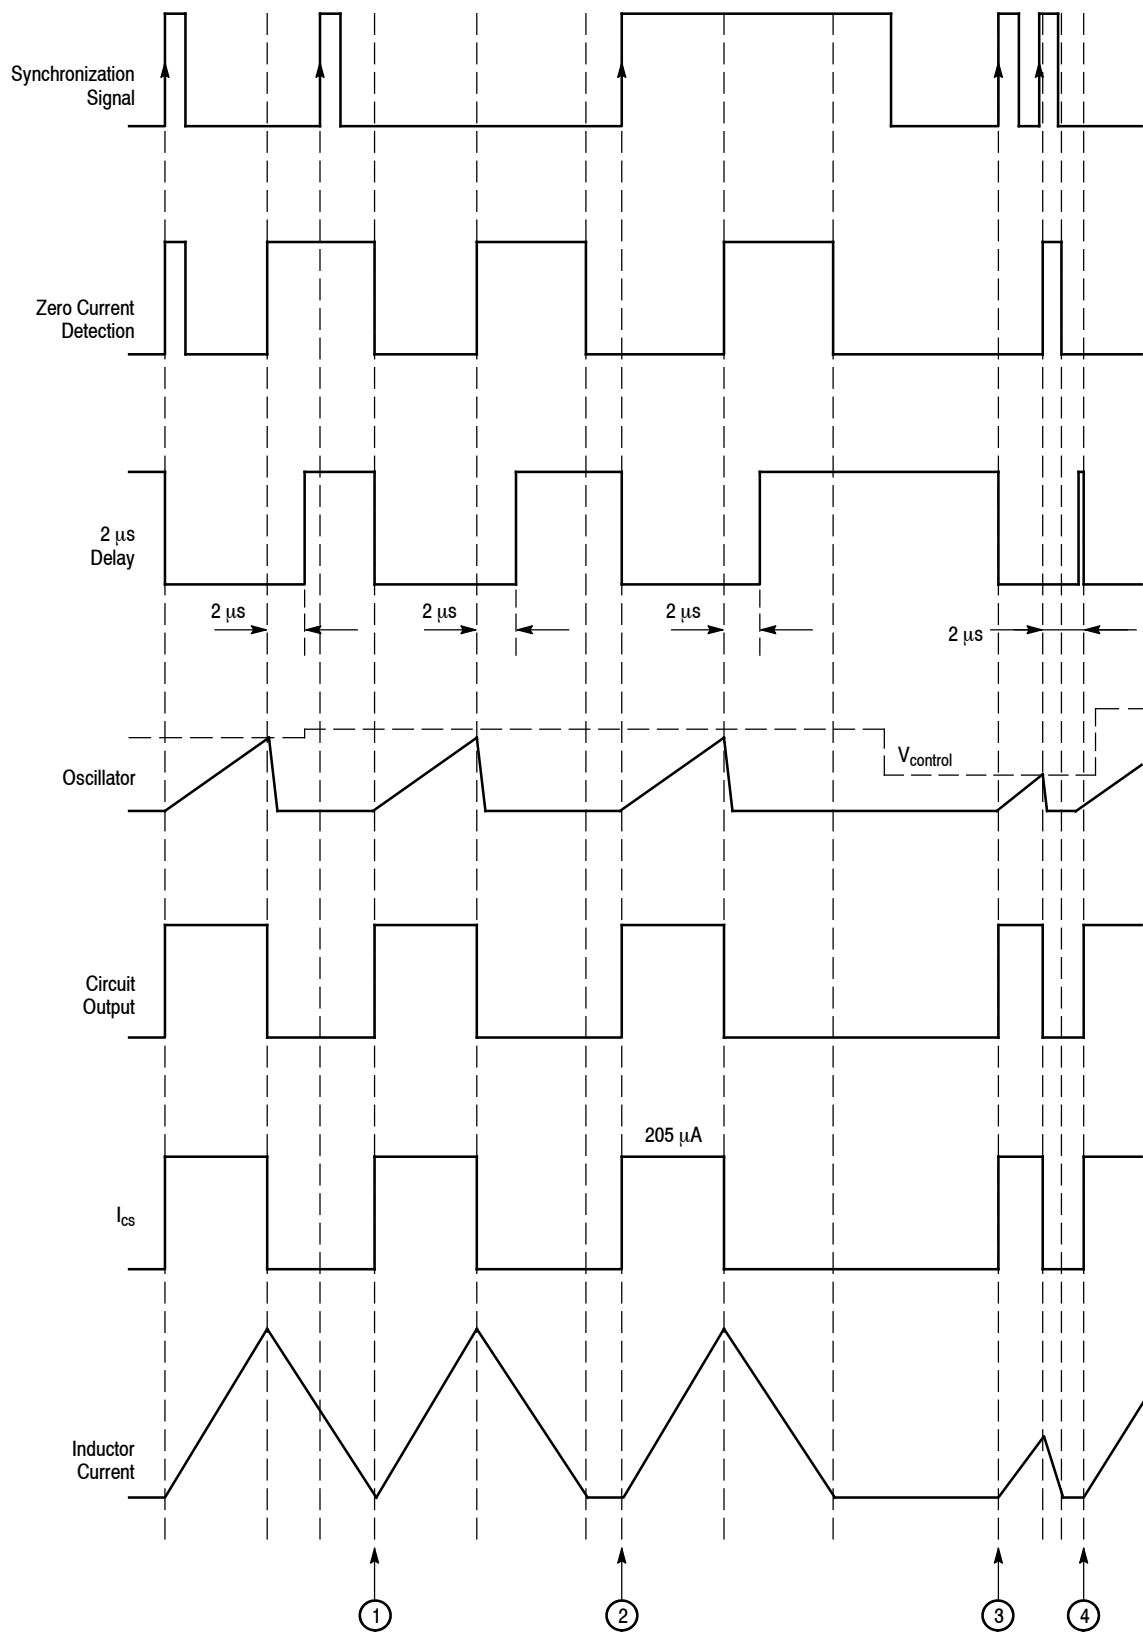 Synchronization
Signal
Zero Current
Detection
2 μs
Delay
2 μs
2 μs
2 μs
2 μs
Vcontrol
Oscillator
Circuit
Output
205 μA
Ics
Inductor
Current
1
2
3
4